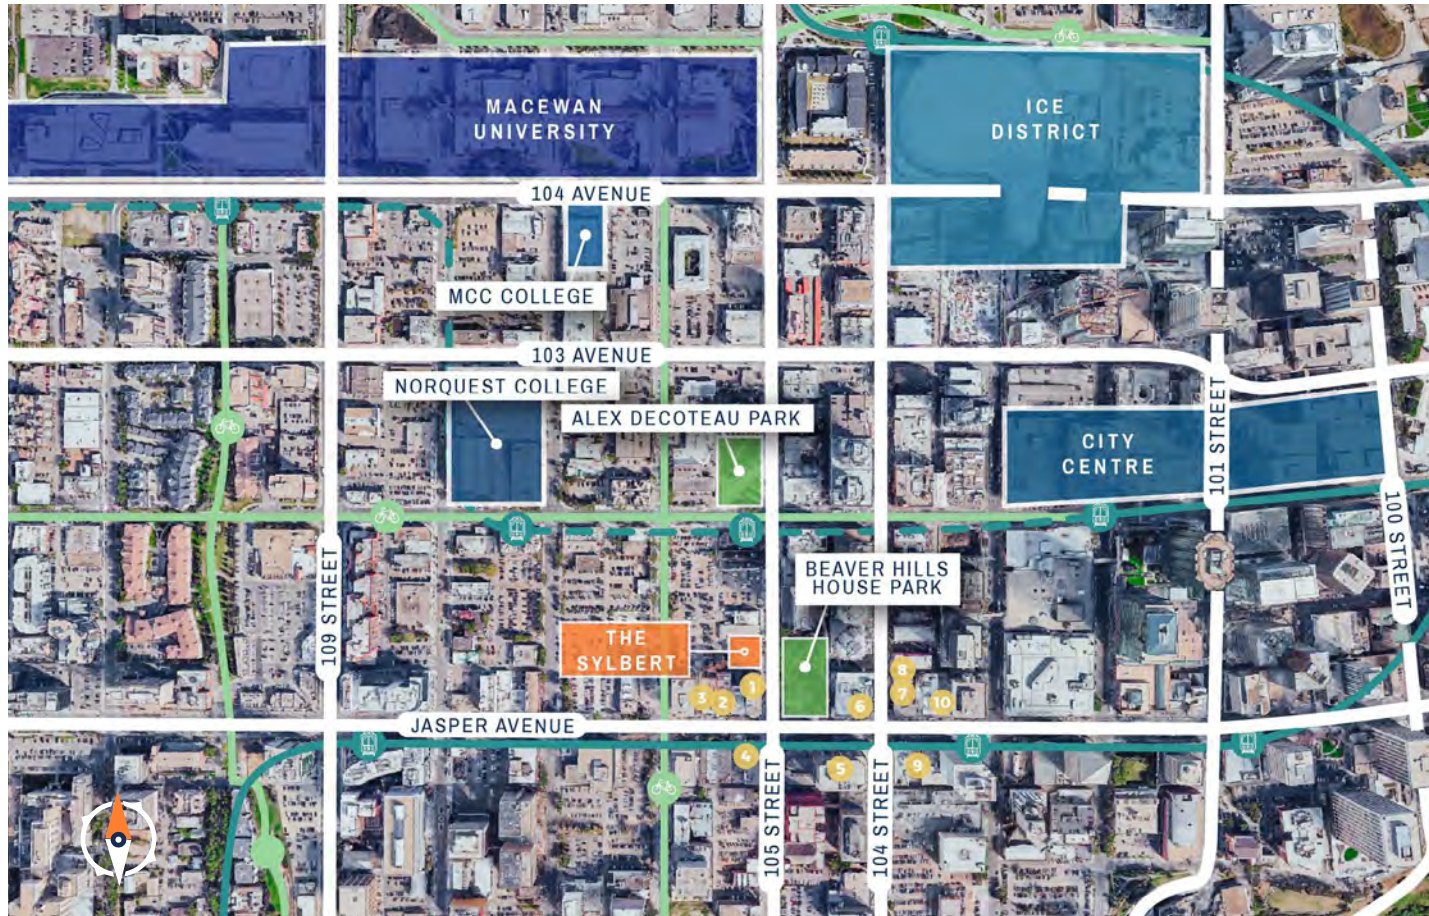 MACEWAN
UNIVERSITY
ICE
DISTRICT
104 AVENUE
MCC COLLEGE
103 AVENUE
NORQUEST COLLEGE
ALEX DECOTEAU PARK
CITY
CENTRE
101 STREET
100 STREET
109 STREET
BEAVER HILLS
HOUSE PARK
THE
SYLBERT
1
2
3
8
7
6
10
JASPER AVENUE
4
5
9
105 STREET
104 STREET